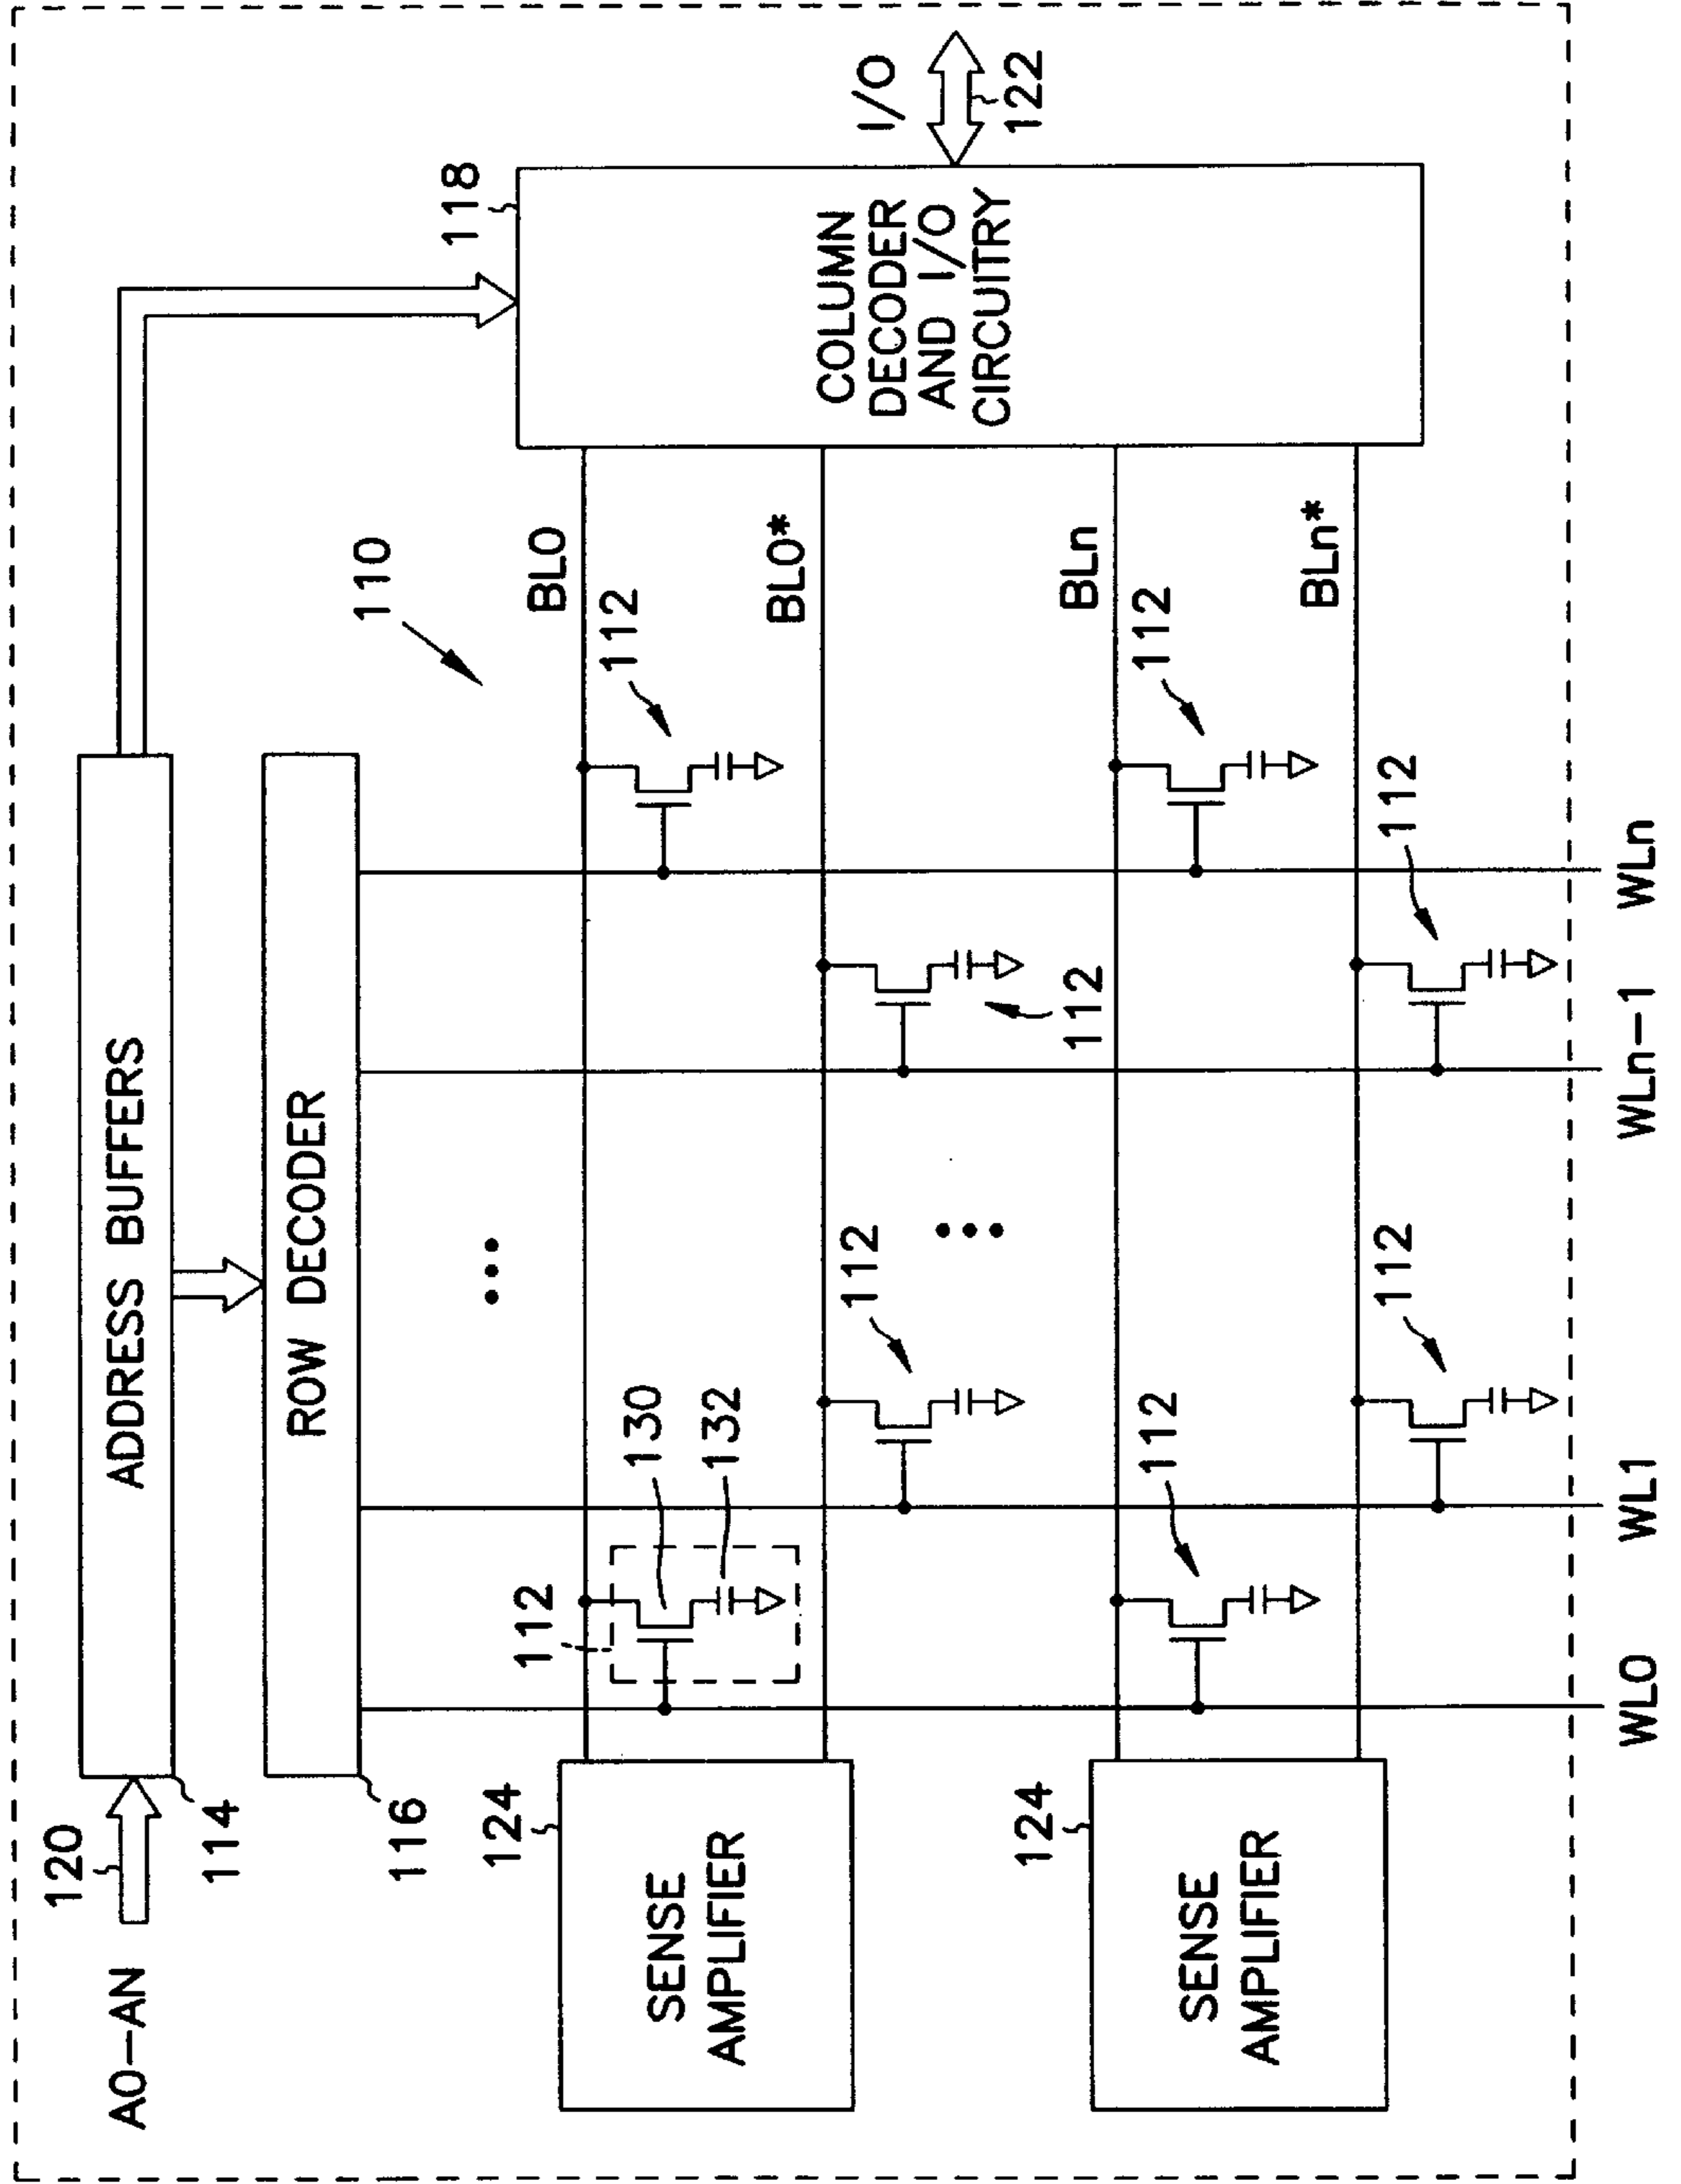 A0–AN
120
114
ADDRESS BUFFERS
116
ROW DECODER
110
118
COLUMN
DECODER
AND I/O
CIRCUITRY
I/O
122
124
SENSE
AMPLIFIER
112
130
132
BL0
112
BL0*
112
112
124
SENSE
AMPLIFIER
112
BLn
112
BLn*
112
112
WL0
WL1
WLn–1
WLn